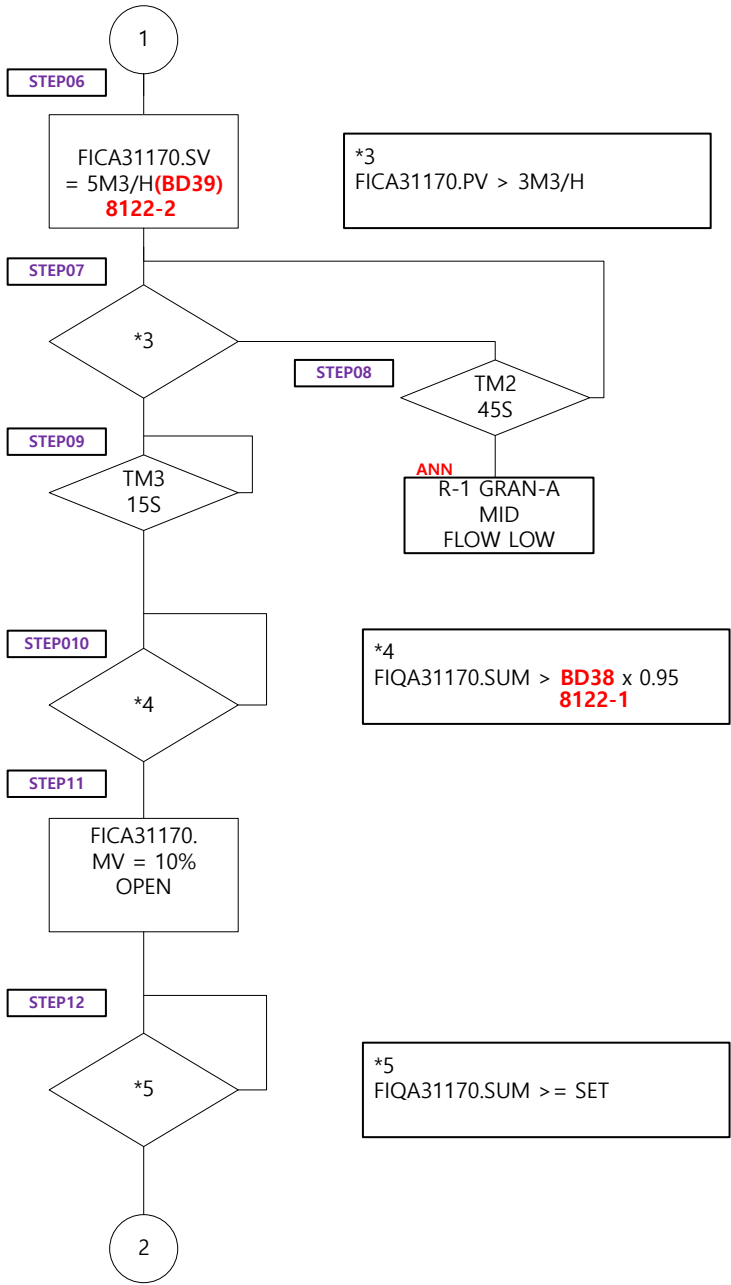 1
STEP06
FICA31170.SV
= 5M3/H(BD39)
8122-2
*3
FICA31170.PV > 3M3/H
STEP07
*3
STEP08
TM2
45S
STEP09
TM3
15S
ANN
R-1 GRAN-A
MID
FLOW LOW
STEP010
*4
*4
FIQA31170.SUM > BD38 x 0.95
8122-1
STEP11
FICA31170.
MV = 10%
OPEN
STEP12
*5
*5
FIQA31170.SUM >= SET
2